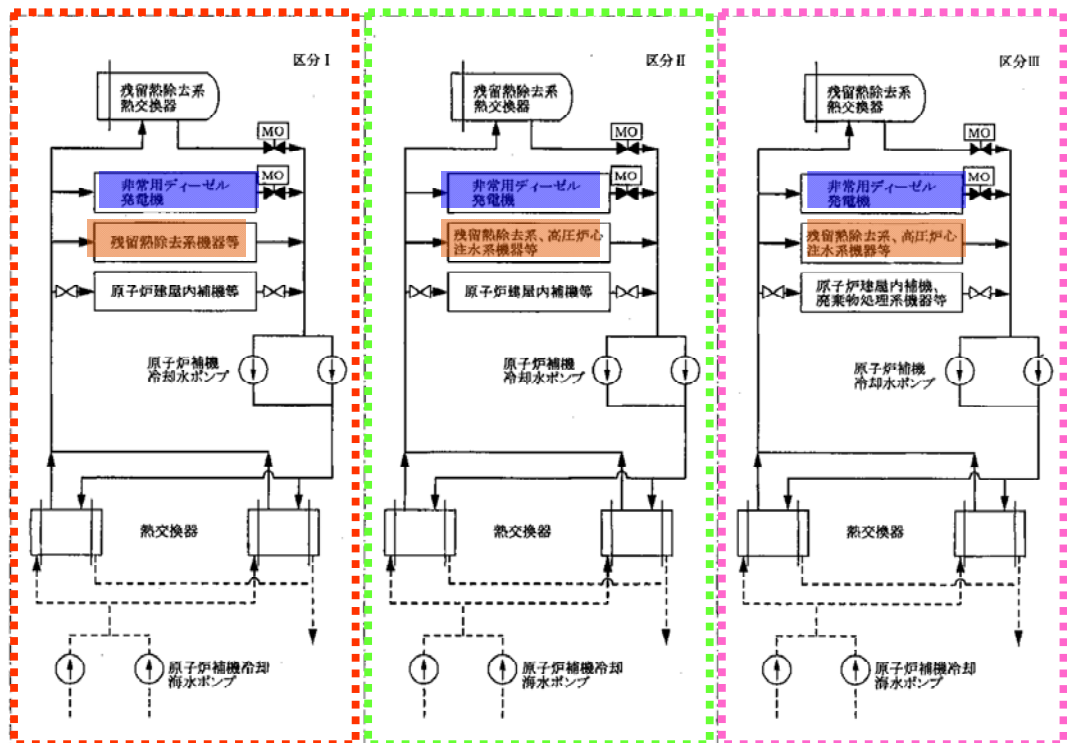 区分Ⅰ
残留熱除去系
熱交換器
MO
MO
非常用ディーゼル
発電機
残留熱除去系機器等
原子炉建屋内補機等
原子炉補機
冷却水ポンプ
熱交換器
原子炉補機冷却
海水ポンプ
区分Ⅱ
残留熱除去系
熱交換器
MO
MO
非常用ディーゼル
発電機
残留熱除去系、高圧炉心
注水系機器等
原子炉建屋内補機等
原子炉補機
冷却水ポンプ
熱交換器
原子炉補機冷却
海水ポンプ
区分Ⅲ
残留熱除去系
熱交換器
MO
MO
非常用ディーゼル
発電機
残留熱除去系、高圧炉心
注水系機器等
原子炉建屋内補機、
廃棄物処理系機器等
原子炉補機
冷却水ポンプ
熱交換器
原子炉補機冷却
海水ポンプ